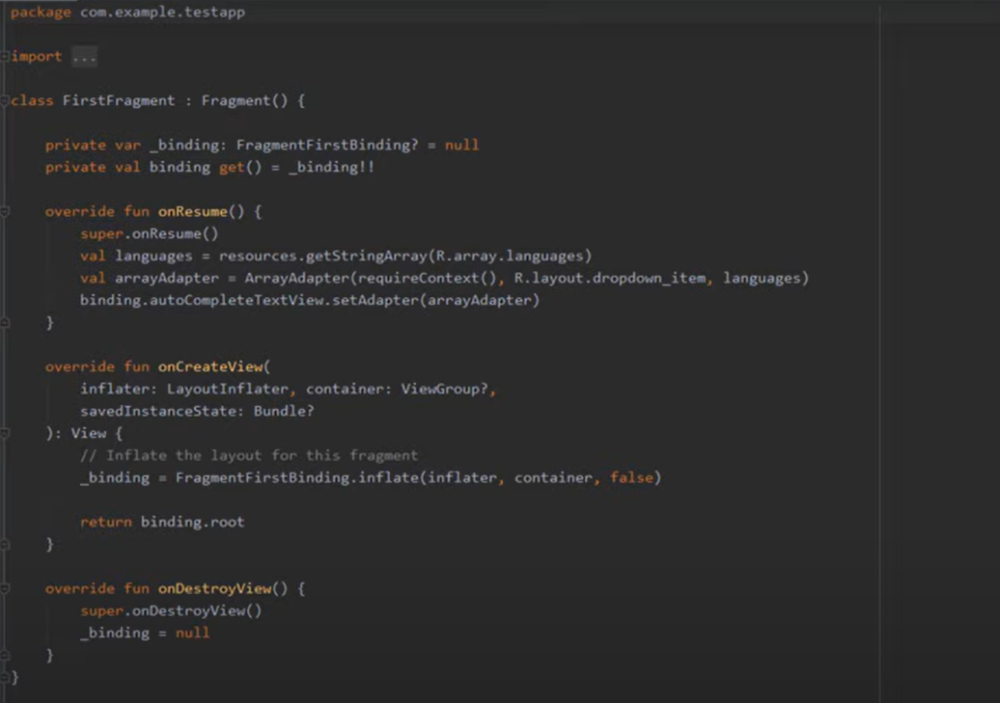 package com.example.testapp
import ...
class FirstFragment : Fragment() {
private var _binding: FragmentFirstBinding? = null
private val binding get() = _binding!!
override fun onResume() {
super.onResume()
val languages = resources.getStringArray(R.array.languages)
val arrayAdapter = ArrayAdapter(requireContext(), R.layout.dropdown_item, languages)
binding.autoCompleteTextView.setAdapter(arrayAdapter)
}
override fun onCreateView(
inflater: LayoutInflater, container: ViewGroup?,
savedInstanceState: Bundle?
): View {
// Inflate the layout for this fragment
_binding = FragmentFirstBinding.inflate(inflater, container, false)
return binding.root
}
override fun onDestroyView() {
super.onDestroyView()
_binding = null
}
}